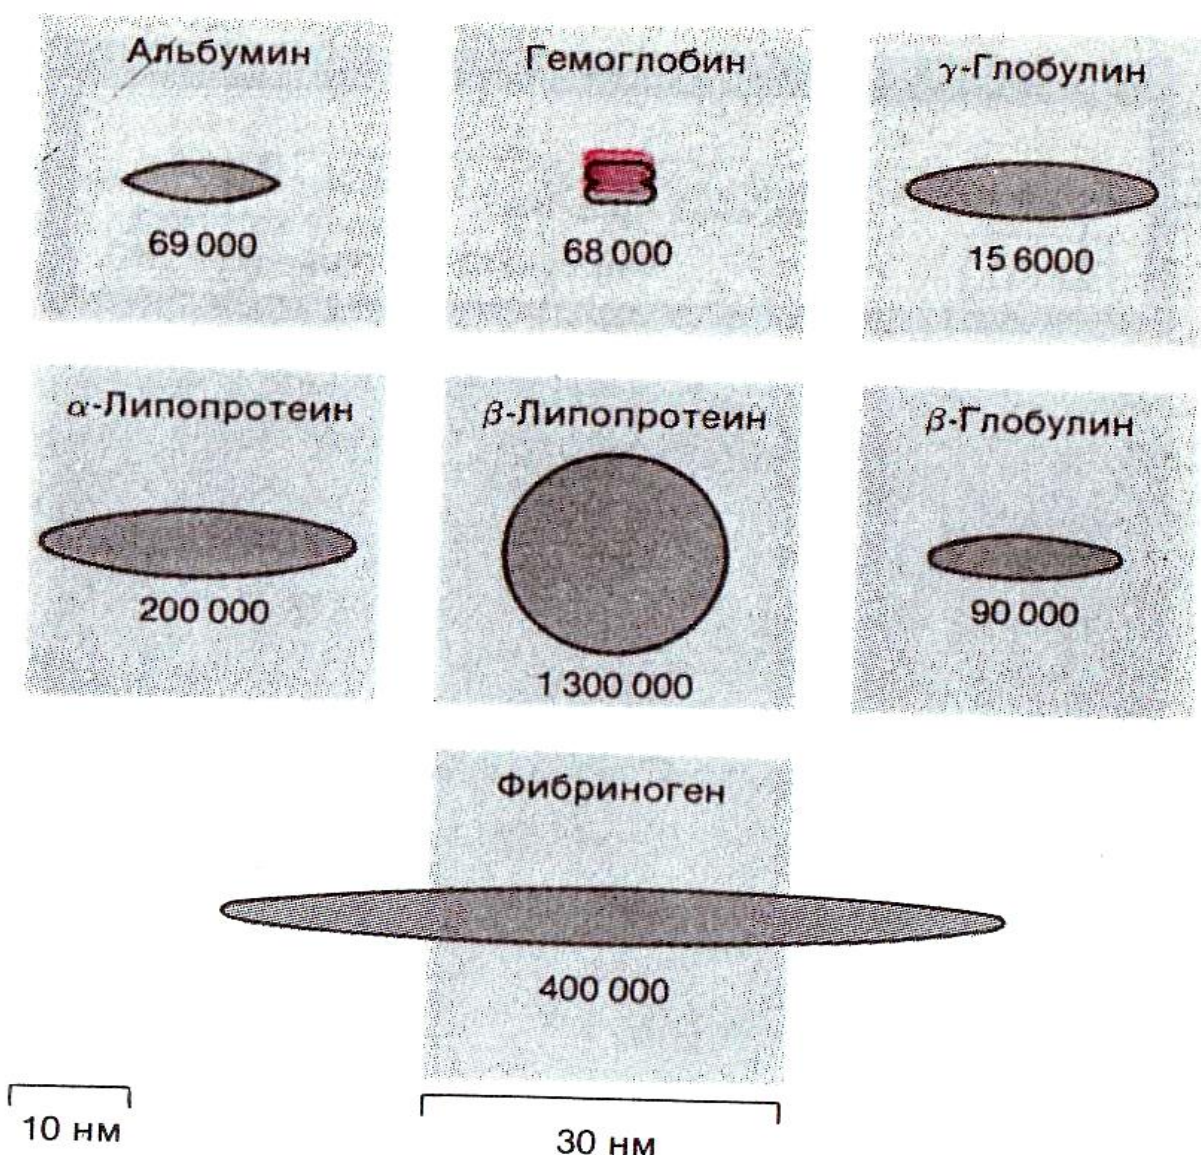 Альбумин
69 000
Гемоглобин
68 000
γ-Глобулин
15 6000
α-Липопротеин
200 000
β-Липопротеин
1 300 000
β-Глобулин
90 000
Фибриноген
400 000
10 нм
30 нм